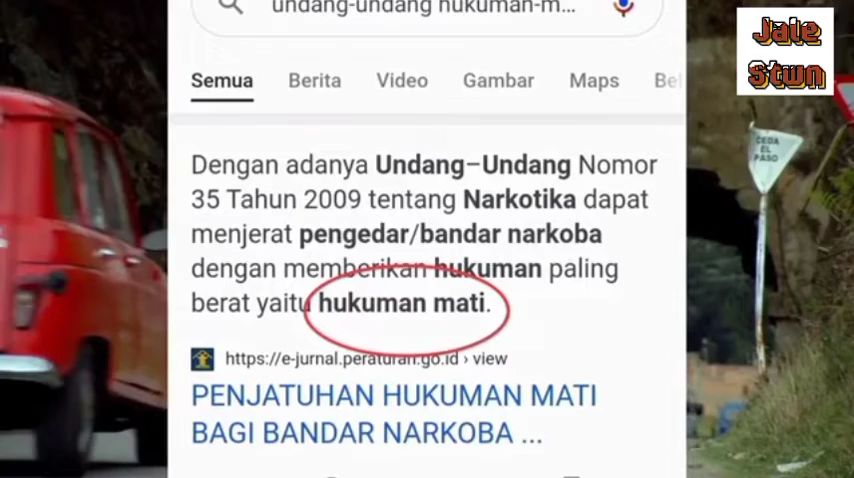 undang-undang hukuman-m...
Semua Berita Video Gambar Maps Be
Dengan adanya Undang–Undang Nomor
35 Tahun 2009 tentang Narkotika dapat
menjerat pengedar/bandar narkoba
dengan memberikan hukuman paling
berat yaitu hukuman mati.
https://e-jurnal.peraturan.go.id › view
PENJATUHAN HUKUMAN MATI
BAGI BANDAR NARKOBA ...
Jale
Stwn
CEDA
EL
PASO